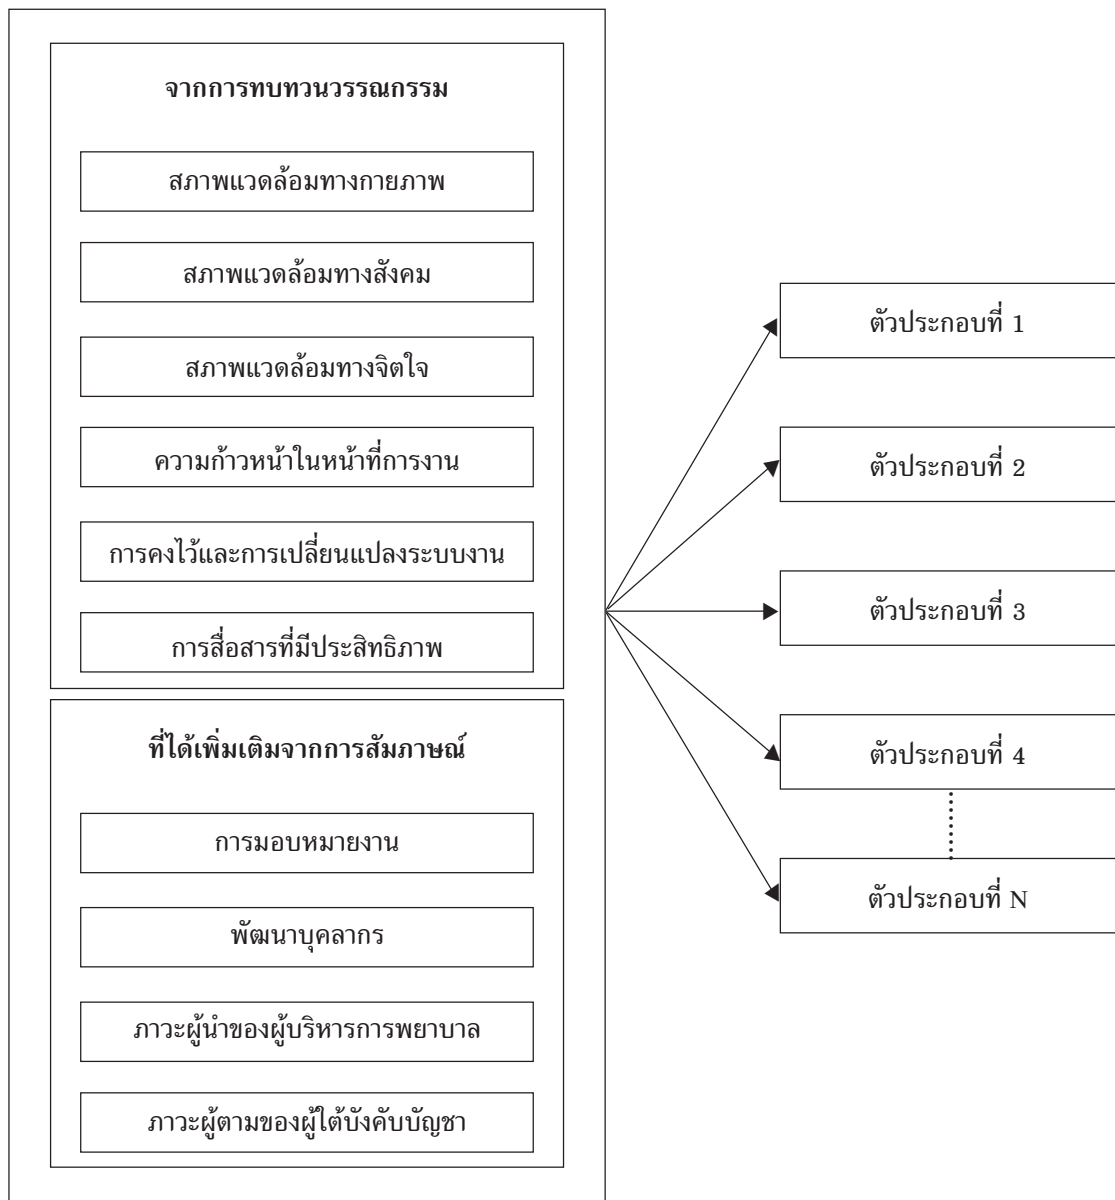 จากการทบทวนวรรณกรรม
สภาพแวดล้อมทางกายภาพ
สภาพแวดล้อมทางสังคม
สภาพแวดล้อมทางจิตใจ
ความก้าวหน้าในหน้าที่การงาน
การคงไว้และการเปลี่ยนแปลงระบบงาน
การสื่อสารที่มีประสิทธิภาพ
ที่ได้เพิ่มเติมจากการสัมภาษณ์
การมอบหมายงาน
พัฒนาบุคลากร
ภาวะผู้นำของผู้บริหารการพยาบาล
ภาวะผู้ตามของผู้ใต้บังคับบัญชา
ตัวประกอบที่ 1
ตัวประกอบที่ 2
ตัวประกอบที่ 3
ตัวประกอบที่ 4
ตัวประกอบที่ N